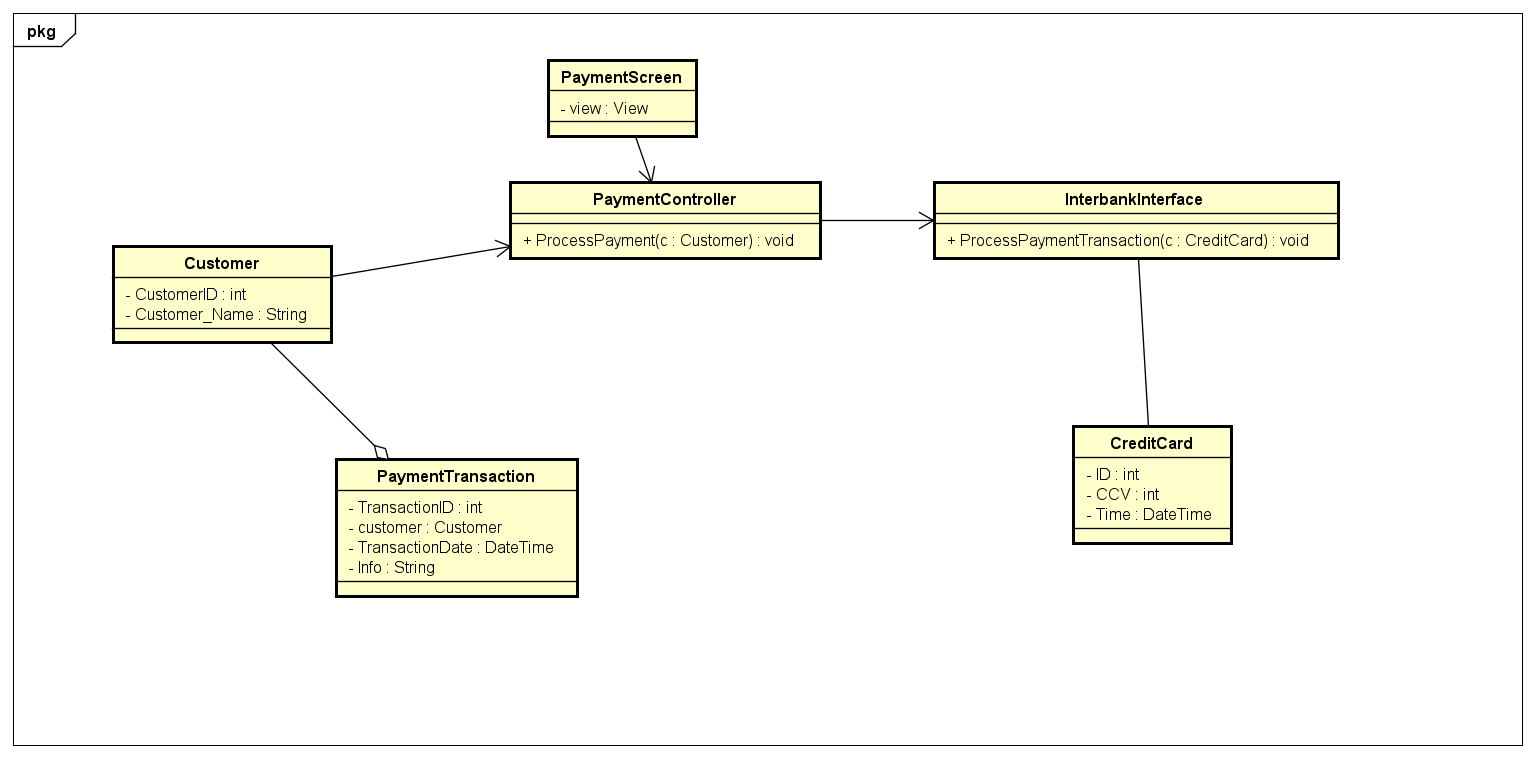 pkg
PaymentScreen
- view : View
PaymentController
+ ProcessPayment(c : Customer) : void
InterbankInterface
+ ProcessPaymentTransaction(c : CreditCard) : void
Customer
- CustomerID : int
- Customer_Name : String
PaymentTransaction
- TransactionID : int
- customer : Customer
- TransactionDate : DateTime
- Info : String
CreditCard
- ID : int
- CCV : int
- Time : DateTime